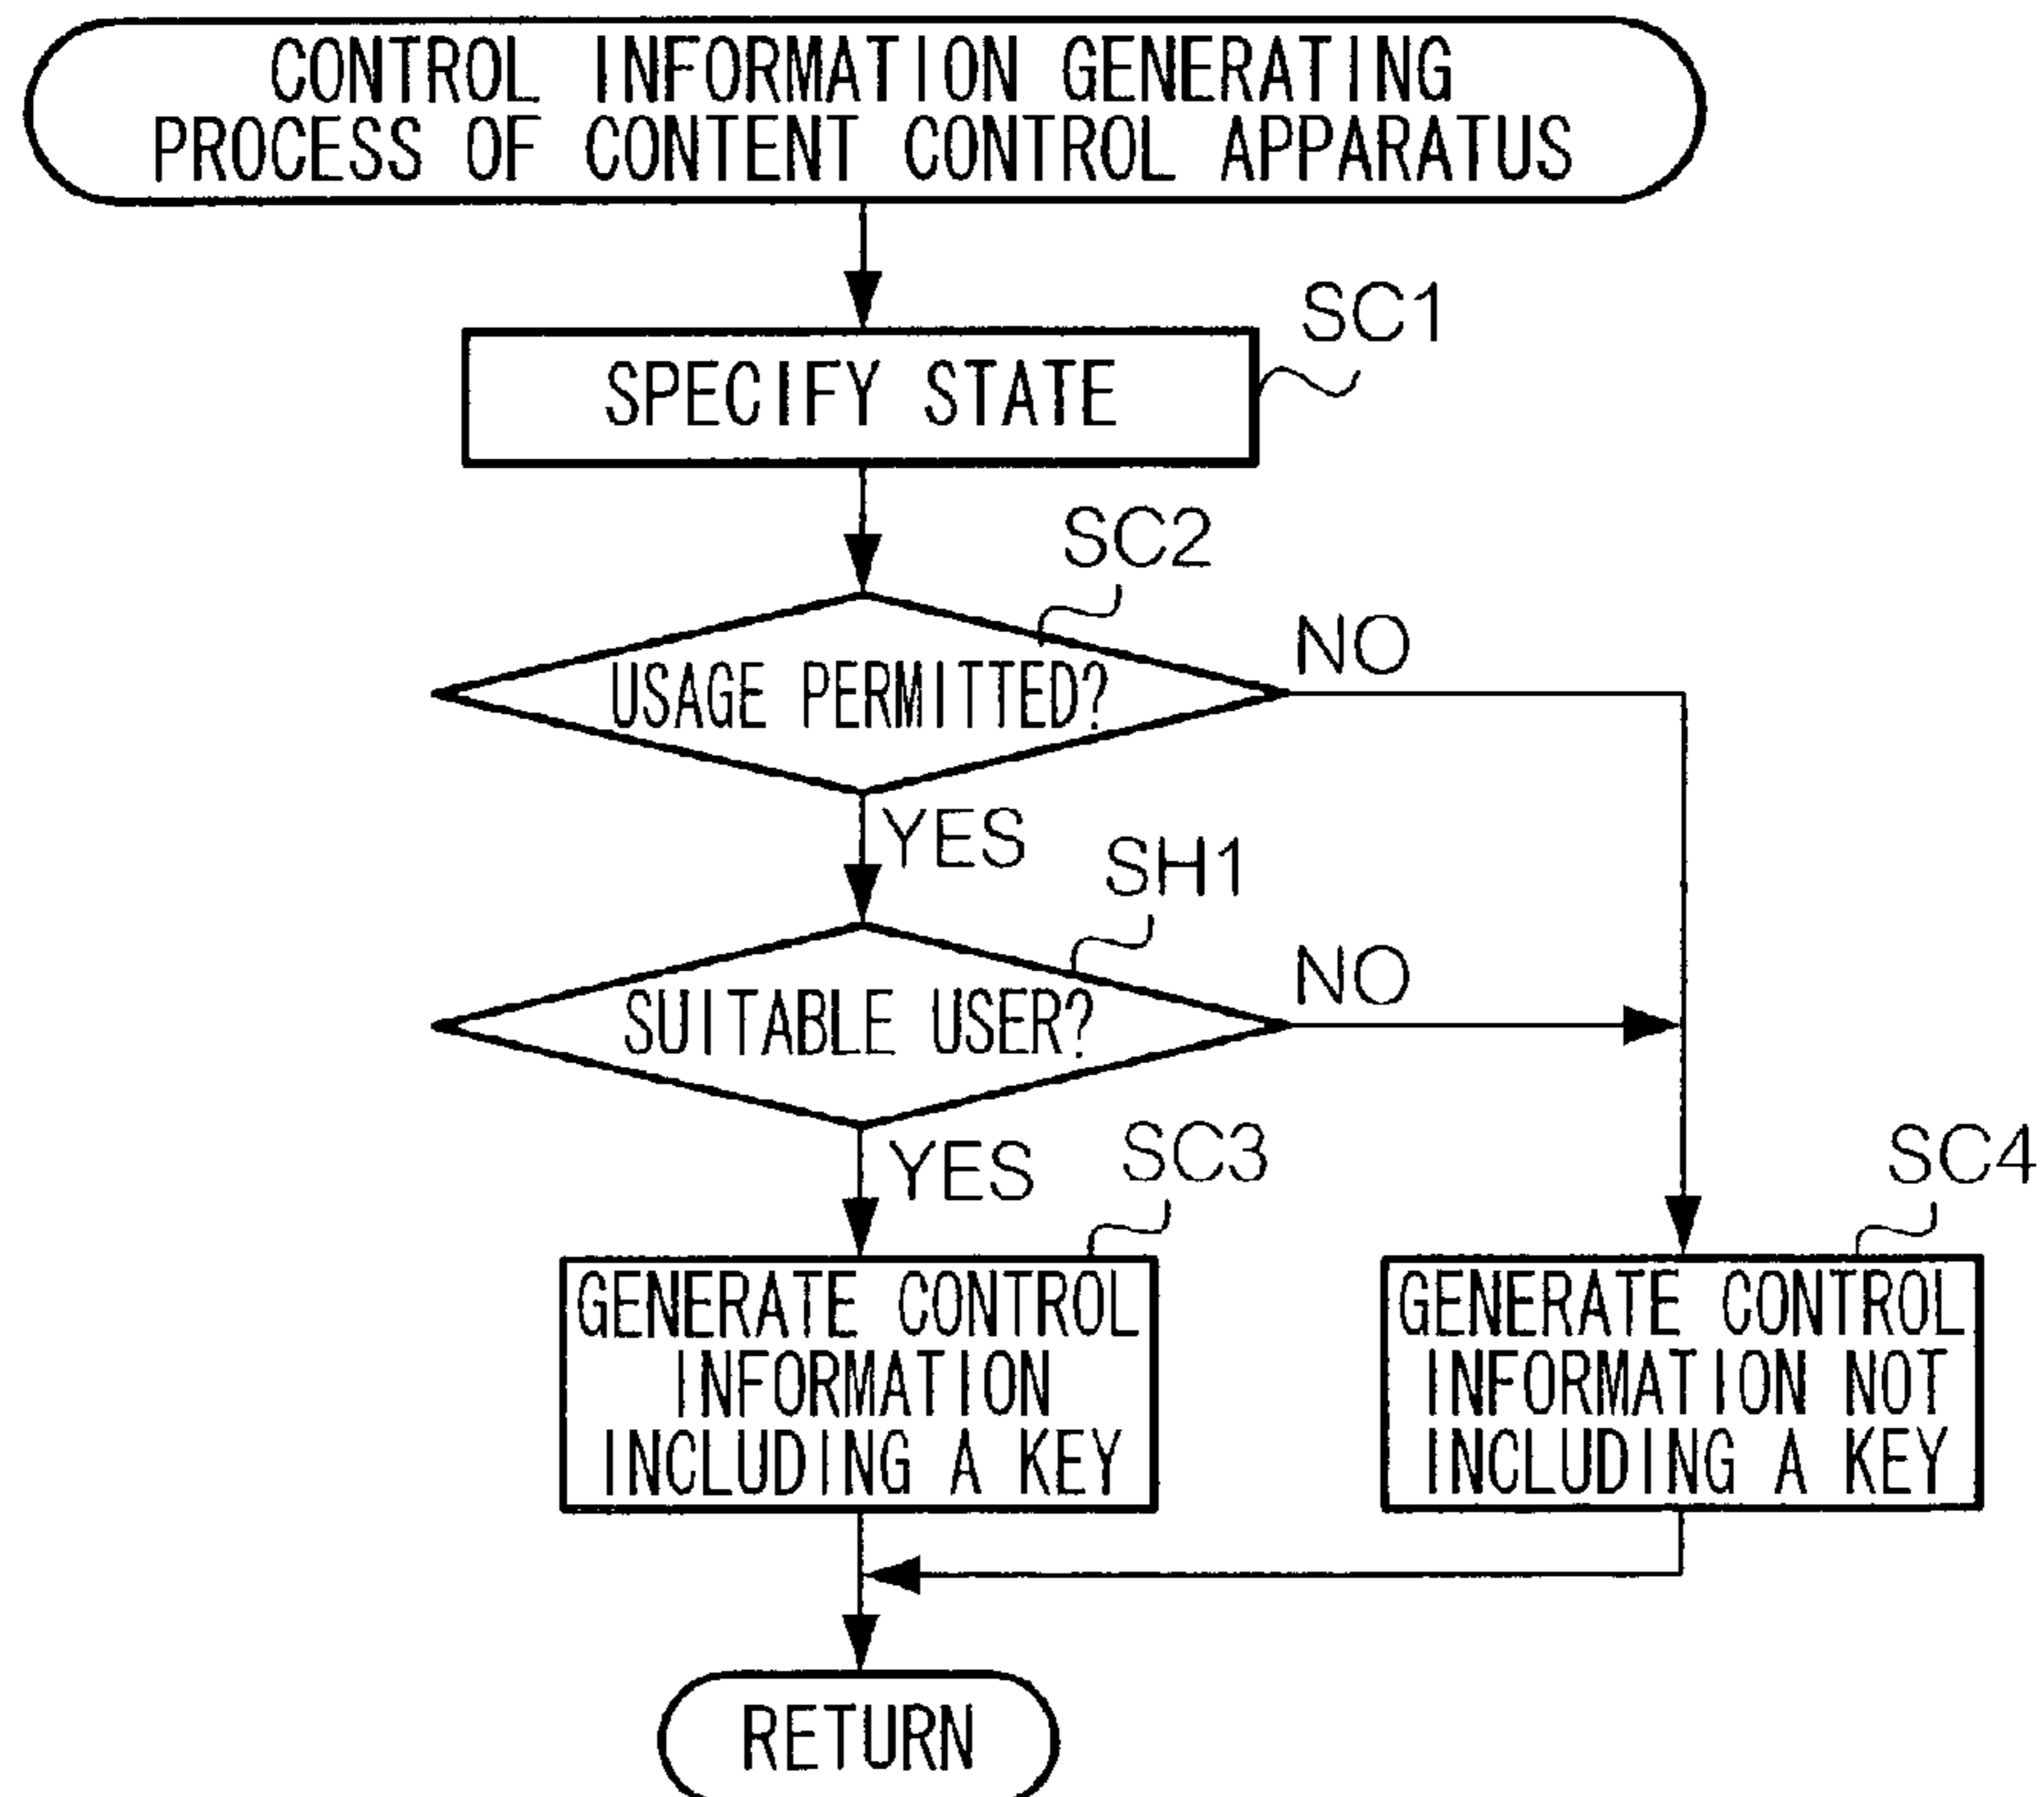 CONTROL INFORMATION GENERATING
PROCESS OF CONTENT CONTROL APPARATUS
SC1
SPECIFY STATE
SC2
NO
USAGE PERMITTED?
YES
SH1
NO
SUITABLE USER?
YES
SC3
SC4
GENERATE CONTROL
INFORMATION
INCLUDING A KEY
GENERATE CONTROL
INFORMATION NOT
INCLUDING A KEY
RETURN